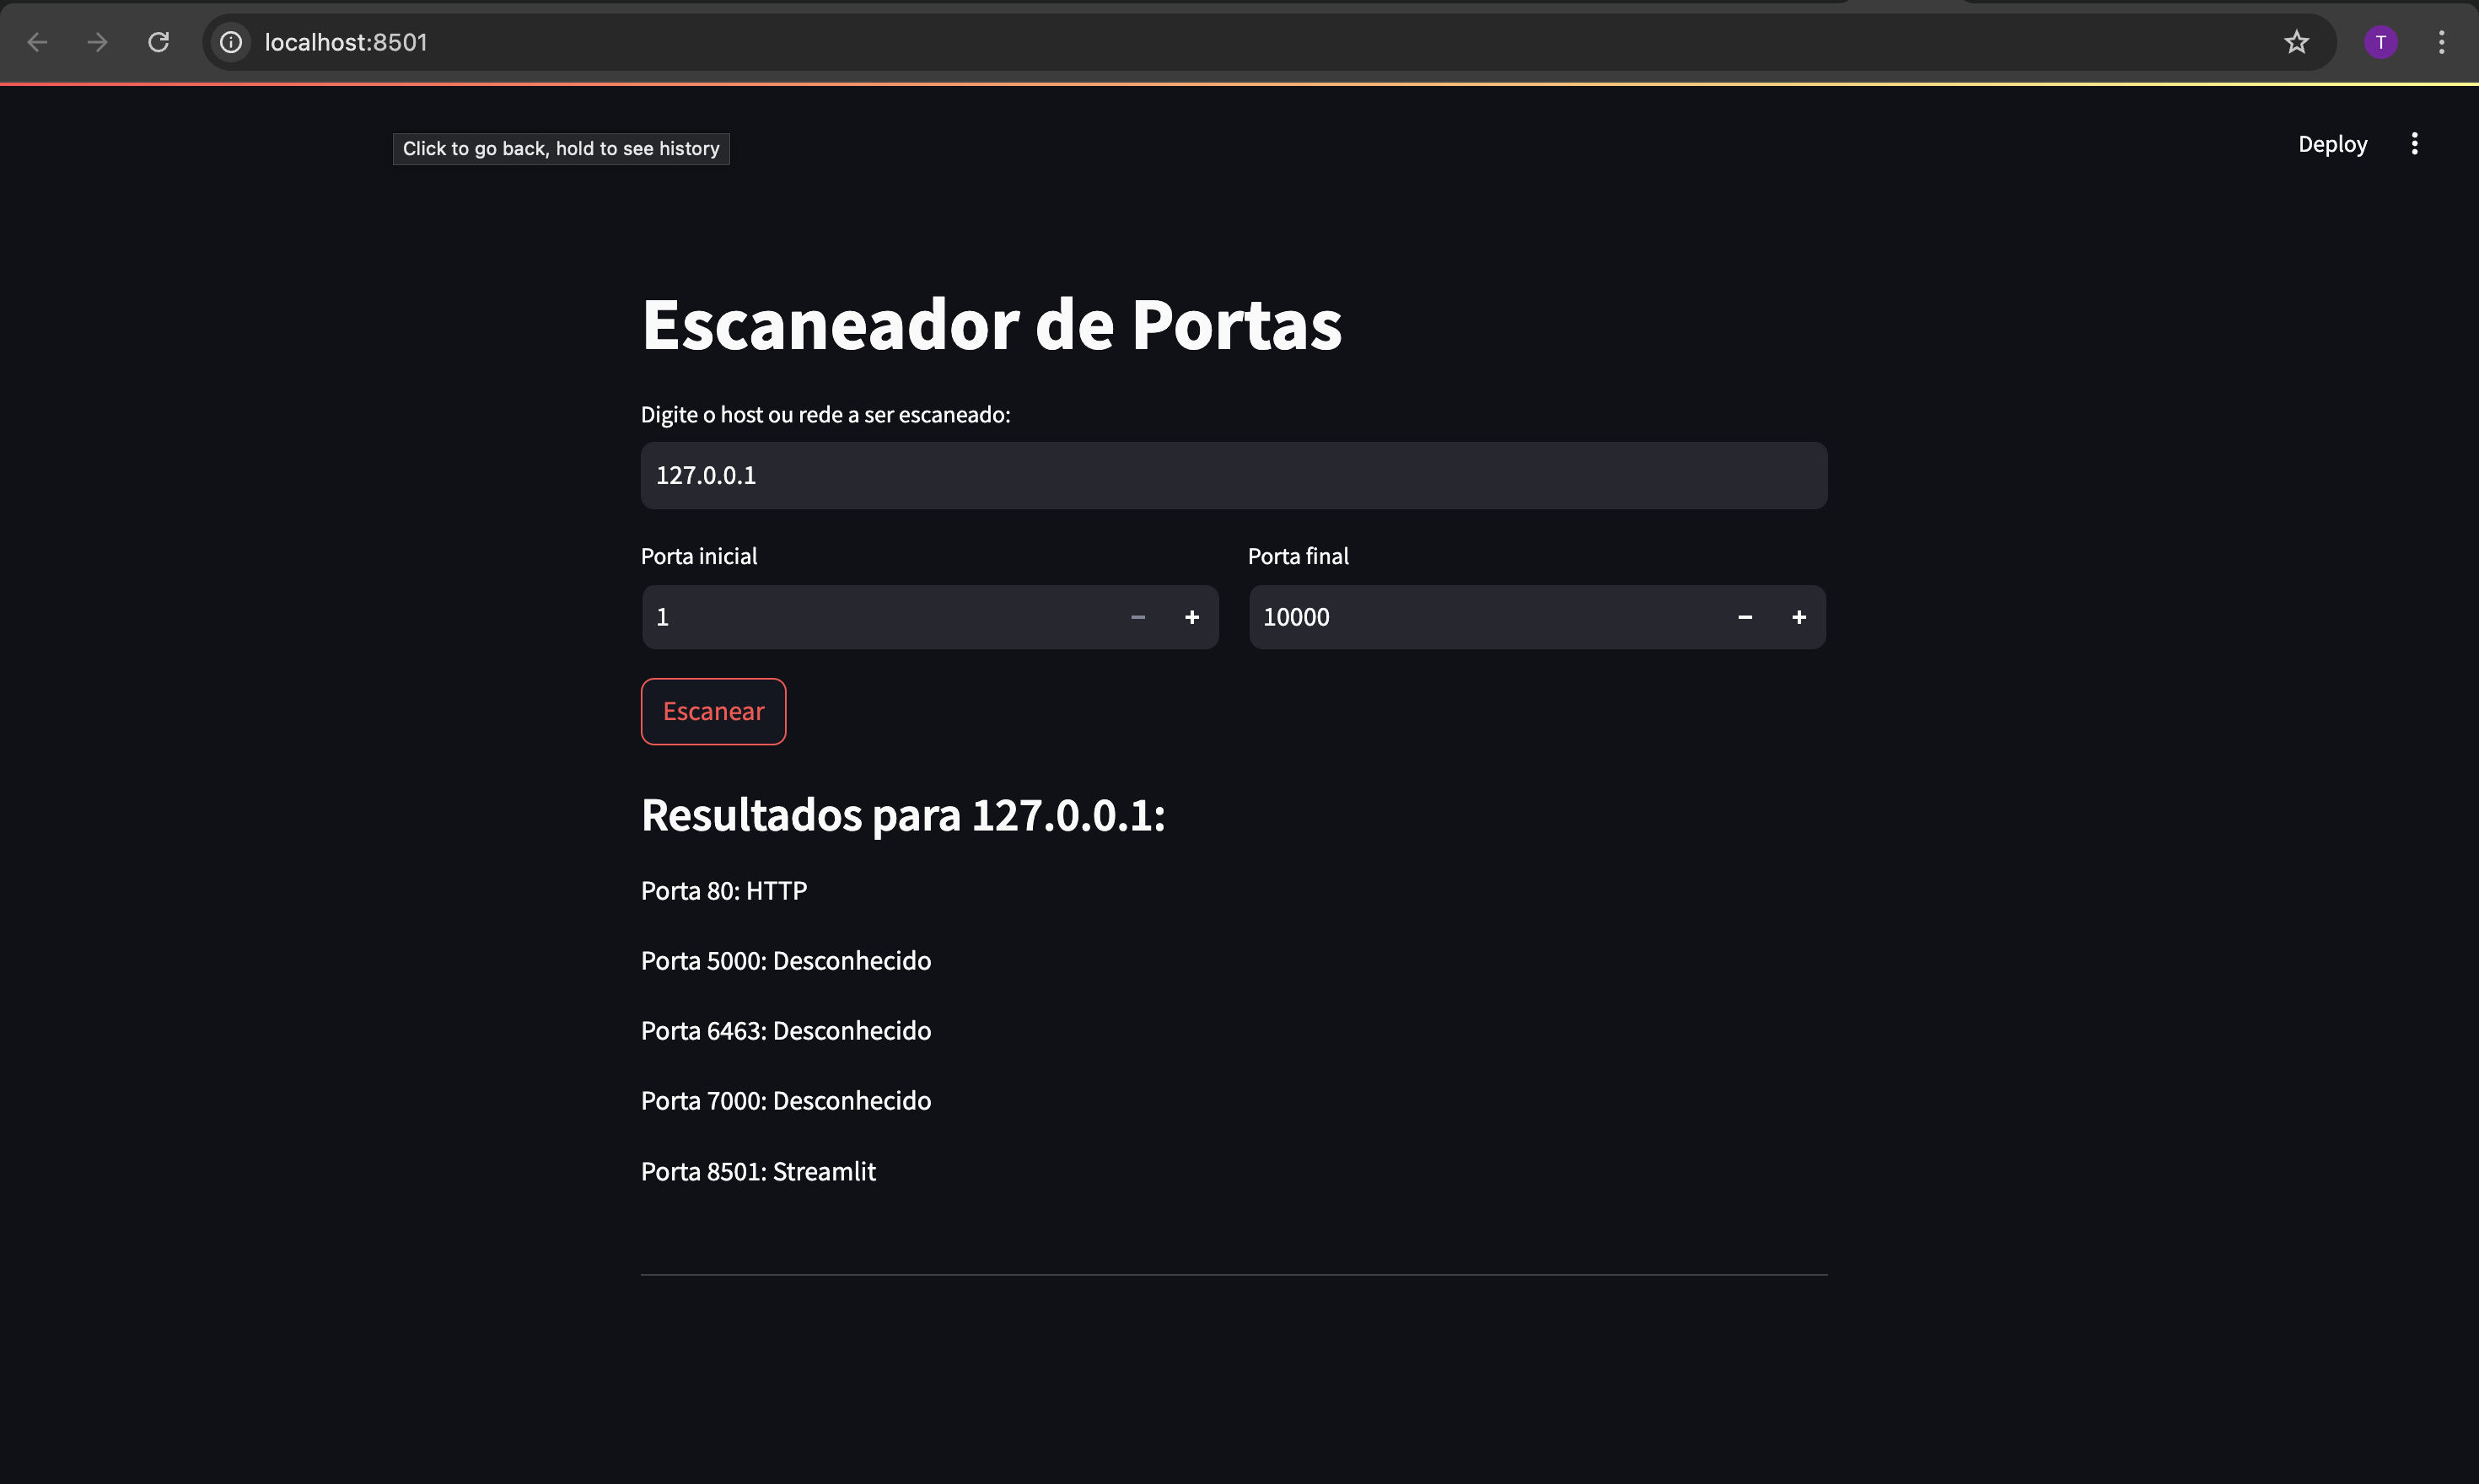 localhost:8501
T
Click to go back, hold to see history
Deploy
Escaneador de Portas
Digite o host ou rede a ser escaneado:
127.0.0.1
Porta inicial
Porta final
1
10000
Escanear
Resultados para 127.0.0.1:
Porta 80: HTTP
Porta 5000: Desconhecido
Porta 6463: Desconhecido
Porta 7000: Desconhecido
Porta 8501: Streamlit